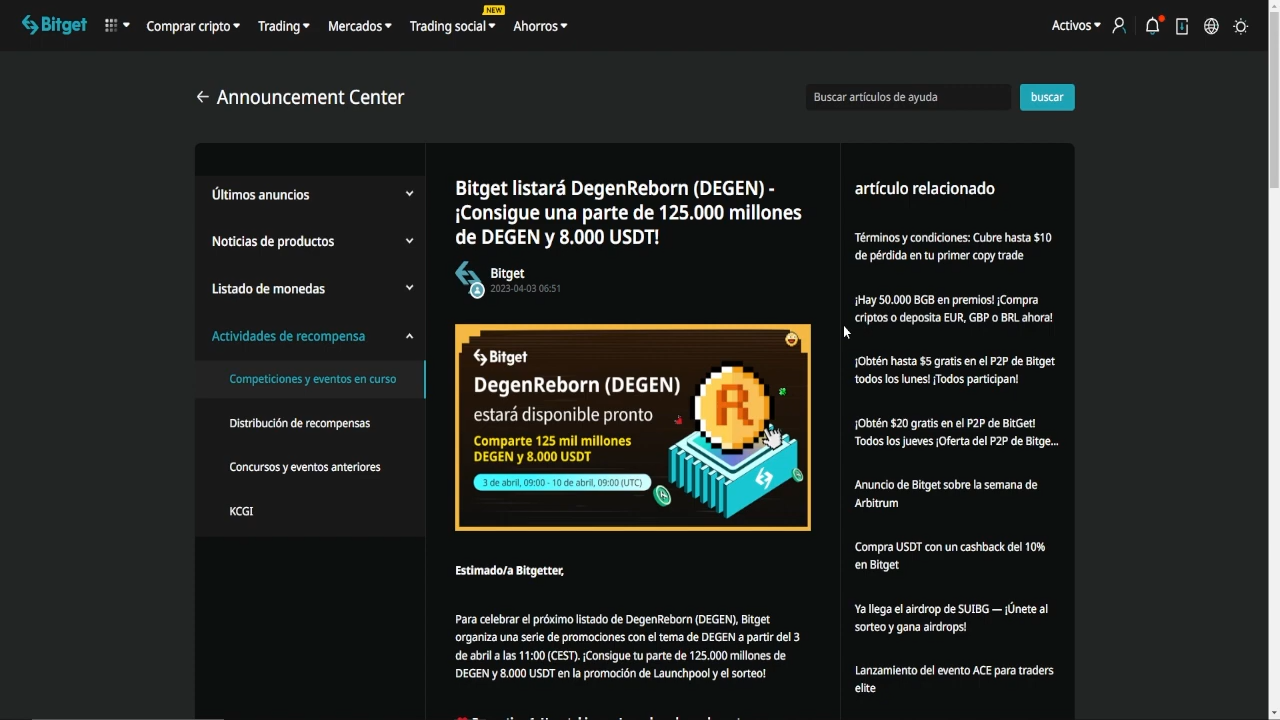 Bitget
Comprar cripto
Trading
Mercados
Trading social
NEW
Ahorros
Activos
Announcement Center
Buscar artículos de ayuda
buscar
Últimos anuncios
Noticias de productos
Listado de monedas
Actividades de recompensa
Competiciones y eventos en curso
Distribución de recompensas
Concursos y eventos anteriores
KCGI
Bitget listará DegenReborn (DEGEN) -
¡Consigue una parte de 125.000 millones
de DEGEN y 8.000 USDT!
Bitget
2023-04-03 06:51
Bitget
DegenReborn (DEGEN)
estará disponible pronto
Comparte 125 mil millones
DEGEN y 8.000 USDT
3 de abril, 09:00 - 10 de abril, 09:00 (UTC)
R
Estimado/a Bitgetter,
Para celebrar el próximo listado de DegenReborn (DEGEN), Bitget
organiza una serie de promociones con el tema de DEGEN a partir del 3
de abril a las 11:00 (CEST). ¡Consigue tu parte de 125.000 millones de
DEGEN y 8.000 USDT en la promoción de Launchpool y el sorteo!
artículo relacionado
Términos y condiciones: Cubre hasta $10
de pérdida en tu primer copy trade
¡Hay 50.000 BGB en premios! ¡Compra
criptos o deposita EUR, GBP o BRL ahora!
¡Obtén hasta $5 gratis en el P2P de Bitget
todos los lunes! ¡Todos participan!
¡Obtén $20 gratis en el P2P de BitGet!
Todos los jueves ¡Oferta del P2P de Bitge...
Anuncio de Bitget sobre la semana de
Arbitrum
Compra USDT con un cashback del 10%
en Bitget
Ya llega el airdrop de SUIBG — ¡Únete al
sorteo y gana airdrops!
Lanzamiento del evento ACE para traders
elite